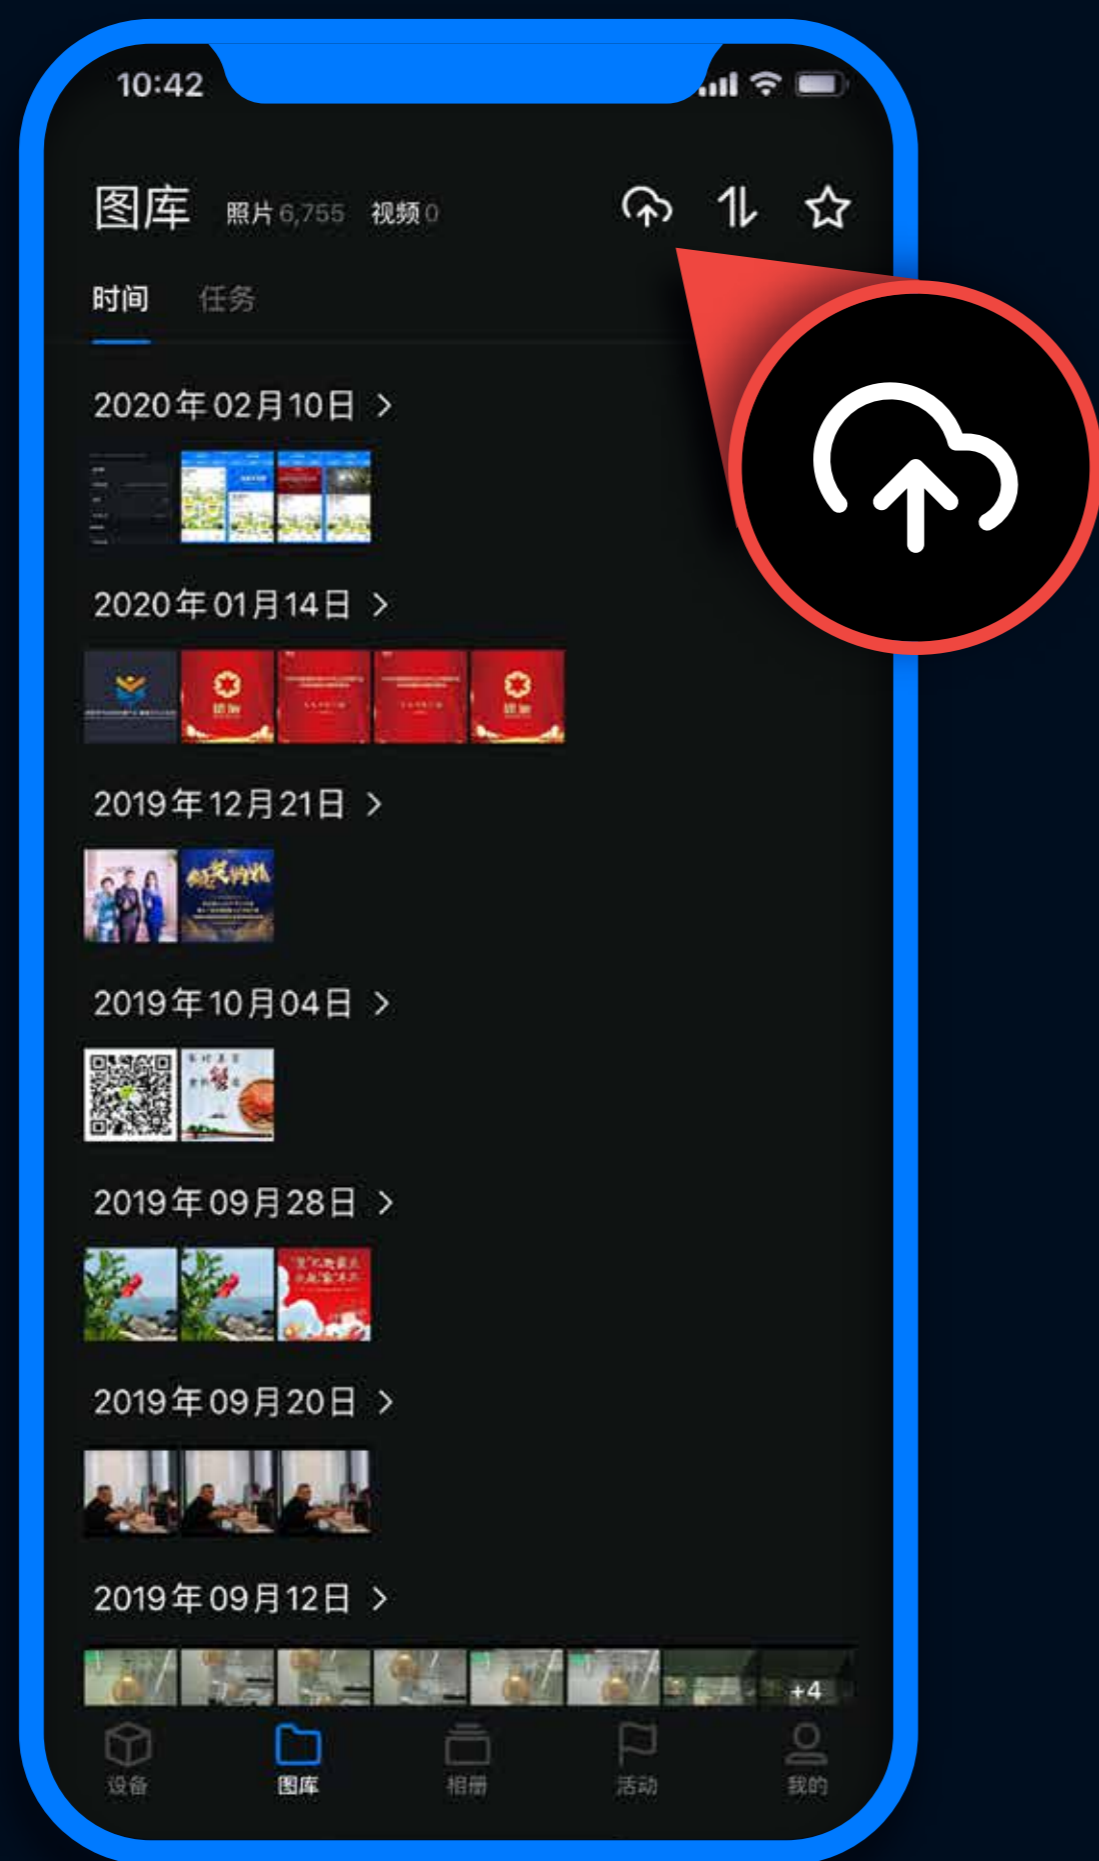 10:42
图库 照片 6,755 视频 0
时间 任务
2020年02月10日
2020年01月14日
2019年12月21日
2019年10月04日
2019年09月28日
2019年09月20日
2019年09月12日
+4
设备 图库 相册 活动 我的